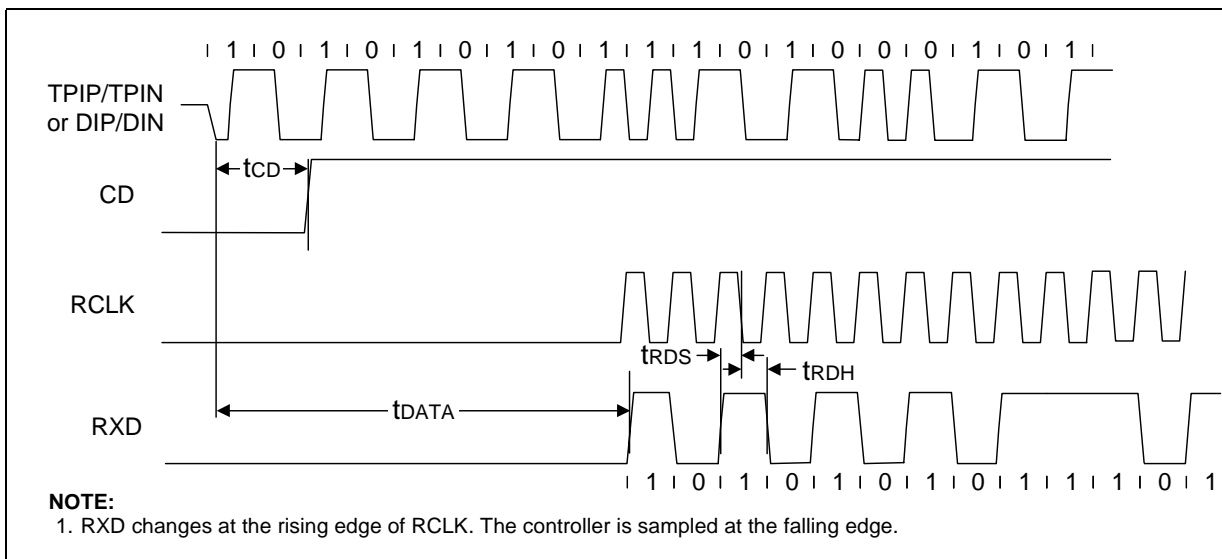 1 0 1 0 1 0 1 0 1 1 1 0 1 0 0 0 1 0 1
TPIP/TPIN
or DIP/DIN
tCD
CD
RCLK
tRDS
tRDH
tDATA
RXD
1 0 1 0 1 0 1 0 1 1 1 0 1
NOTE:
1. RXD changes at the rising edge of RCLK. The controller is sampled at the falling edge.